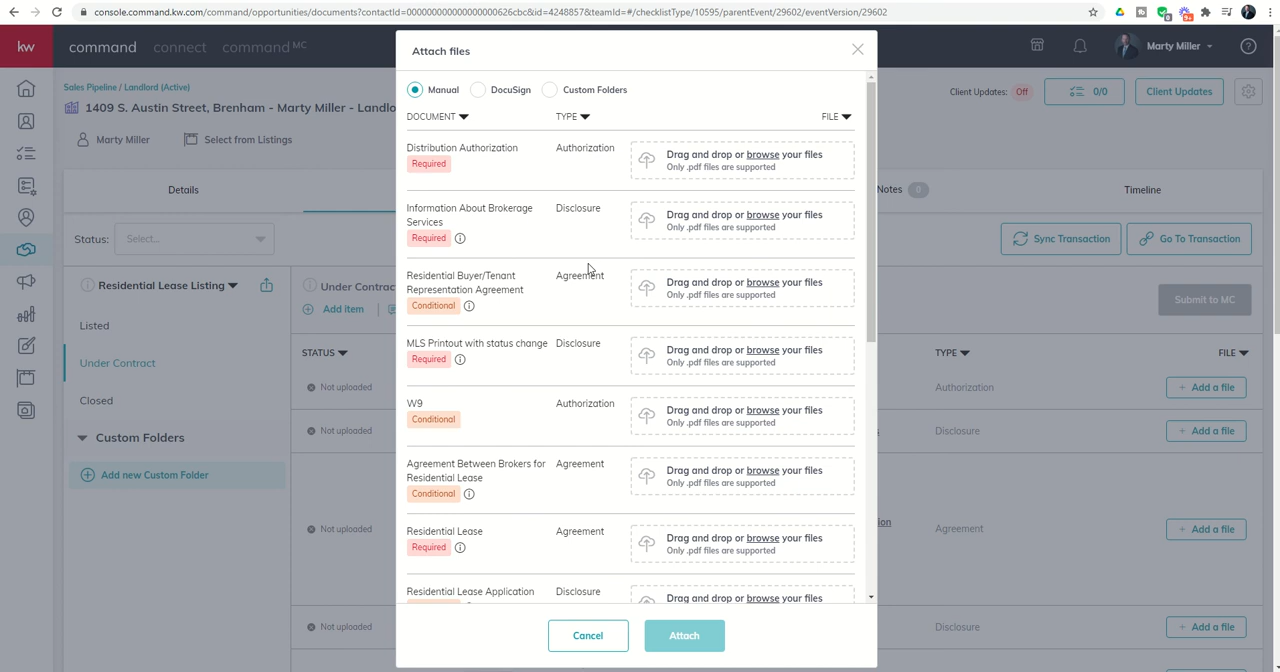 console.command.kw.com/command/opportunities/documents?contactId=00000000000000000626cbc&id=4248857&teamId=#/checklistType/10595/parentEvent/29602/eventVersion/29602
kw
command
connect
command MC
Marty Miller
Sales Pipeline / Landlord (Active)
1409 S. Austin Street, Brenham - Marty Miller - Landlo
Client Updates: Off
0/0
Client Updates
Marty Miller
Select from Listings
Details
Notes 0
Timeline
Status: Select...
Sync Transaction
Go To Transaction
Residential Lease Listing
Listed
Under Contract
Closed
Custom Folders
Add new Custom Folder
Under Contrac
Add item
Submit to MC
STATUS
TYPE
FILE
Not uploaded
Authorization
+ Add a file
Not uploaded
Disclosure
+ Add a file
Not uploaded
ion
Agreement
+ Add a file
Not uploaded
Disclosure
+ Add a file
Attach files
Manual
DocuSign
Custom Folders
DOCUMENT
TYPE
FILE
Distribution Authorization
Required
Authorization
Drag and drop or browse your files
Only .pdf files are supported
Information About Brokerage
Services
Required
Disclosure
Drag and drop or browse your files
Only .pdf files are supported
Residential Buyer/Tenant
Representation Agreement
Conditional
Agreement
Drag and drop or browse your files
Only .pdf files are supported
MLS Printout with status change
Required
Disclosure
Drag and drop or browse your files
Only .pdf files are supported
W9
Conditional
Authorization
Drag and drop or browse your files
Only .pdf files are supported
Agreement Between Brokers for
Residential Lease
Conditional
Agreement
Drag and drop or browse your files
Only .pdf files are supported
Residential Lease
Required
Agreement
Drag and drop or browse your files
Only .pdf files are supported
Residential Lease Application
Disclosure
Drag and drop or browse your files
Cancel
Attach